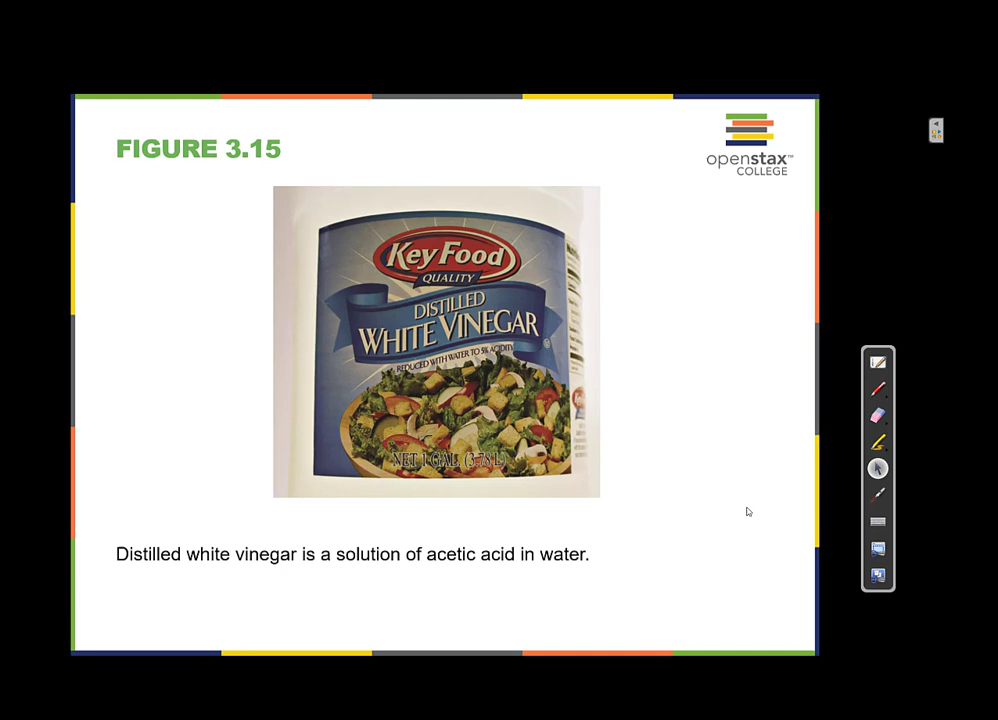 FIGURE 3.15
openstax™
COLLEGE
Key Food
QUALITY
DISTILLED
WHITE VINEGAR
REDUCED WITH WATER TO 5% ACIDITY
NET 1 GAL. (3.78 L)
Distilled white vinegar is a solution of acetic acid in water.